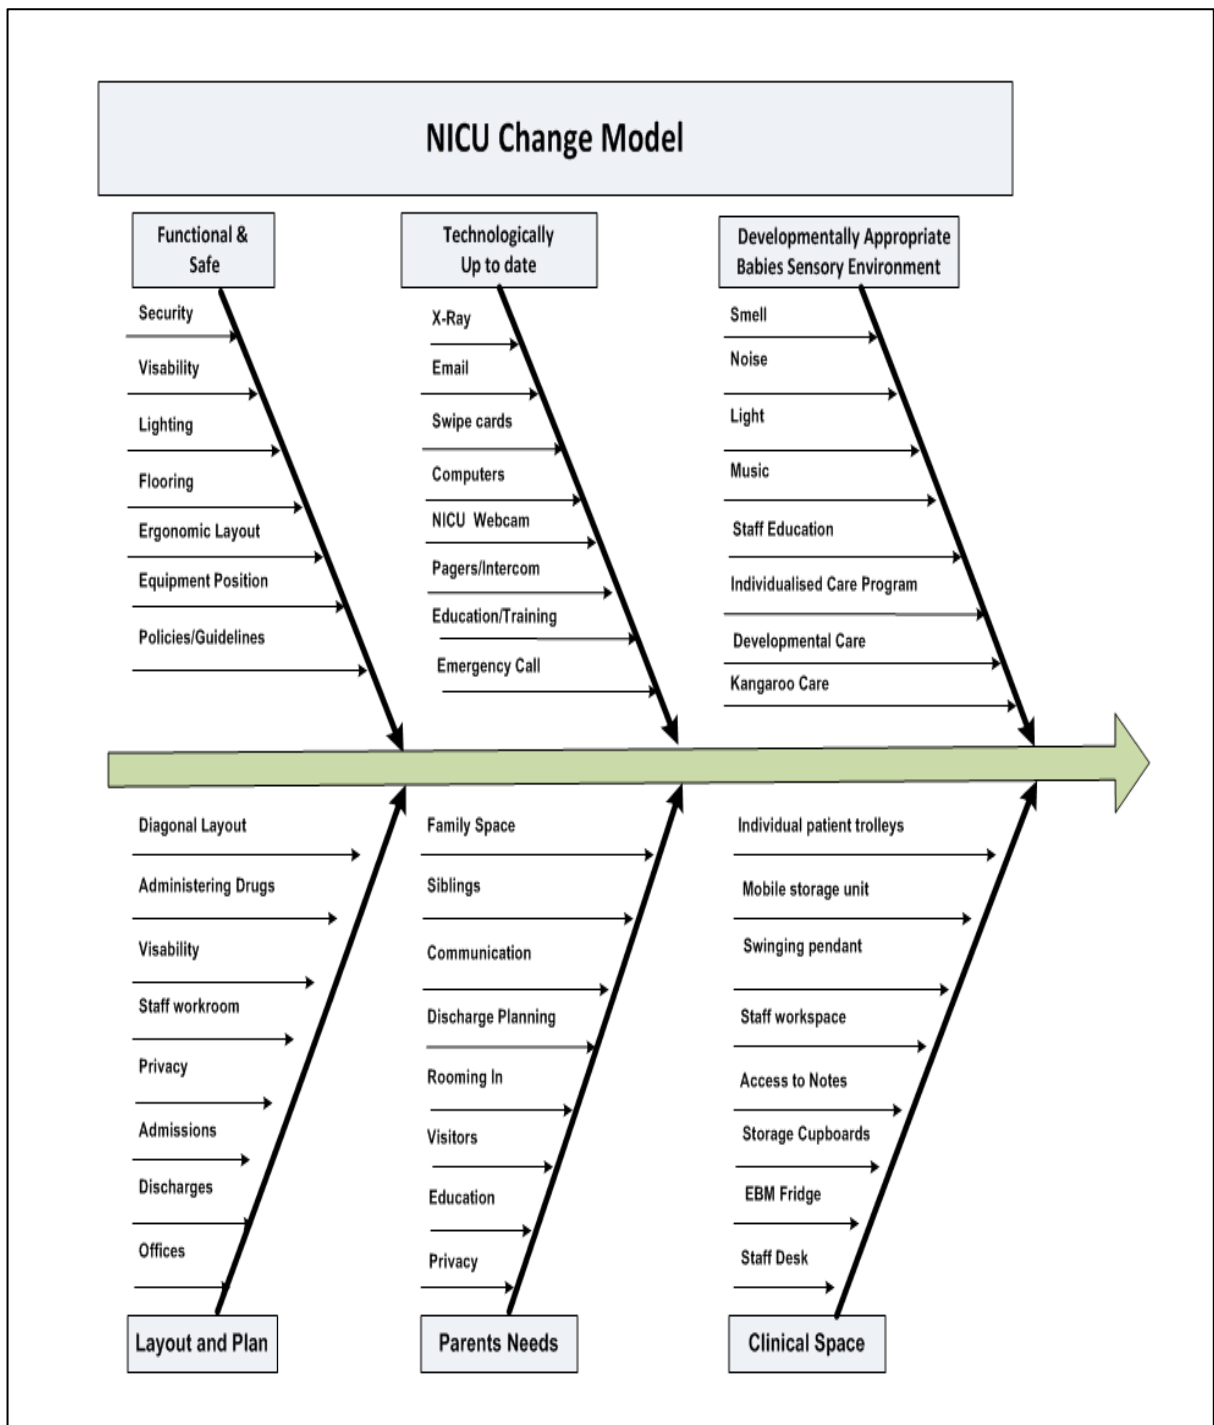 NICU Change Model
Functional &
Safe
Security
Visability
Lighting
Flooring
Ergonomic Layout
Equipment Position
Policies/Guidelines
Technologically
Up to date
X-Ray
Email
Swipe cards
Computers
NICU Webcam
Pagers/Intercom
Education/Training
Emergency Call
Developmentally Appropriate
Babies Sensory Environment
Smell
Noise
Light
Music
Staff Education
Individualised Care Program
Developmental Care
Kangaroo Care
Diagonal Layout
Administering Drugs
Visability
Staff workroom
Privacy
Admissions
Discharges
Offices
Layout and Plan
Family Space
Siblings
Communication
Discharge Planning
Rooming In
Visitors
Education
Privacy
Parents Needs
Individual patient trolleys
Mobile storage unit
Swinging pendant
Staff workspace
Access to Notes
Storage Cupboards
EBM Fridge
Staff Desk
Clinical Space